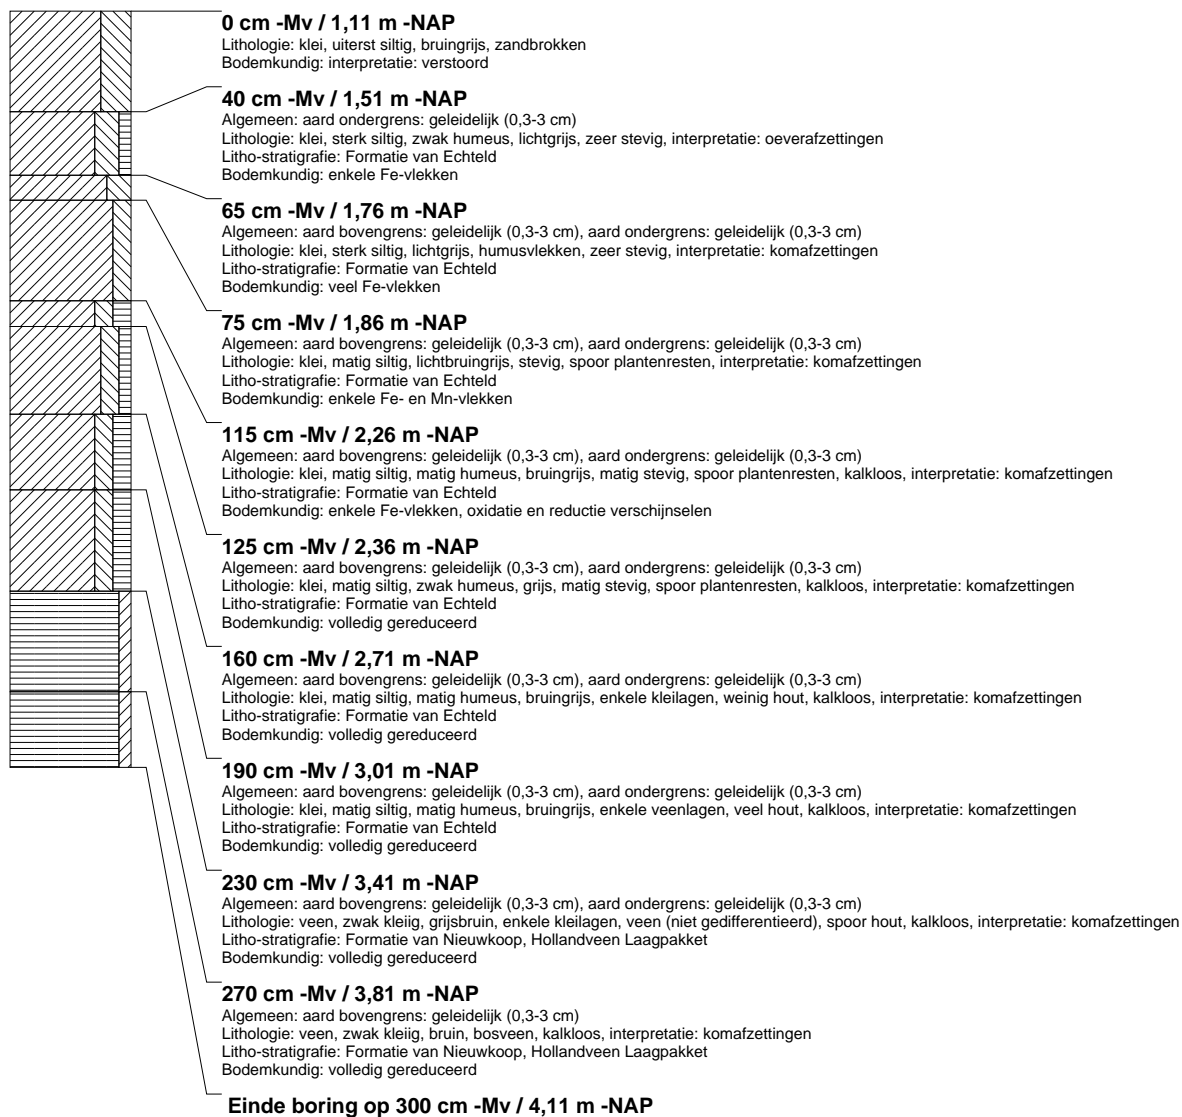 0 cm -Mv / 1,11 m -NAP
Lithologie: klei, uiterst siltig, bruingrijs, zandbrokken
Bodemkundig: interpretatie: verstoord
40 cm -Mv / 1,51 m -NAP
Algemeen: aard ondergrens: geleidelijk (0,3-3 cm)
Lithologie: klei, sterk siltig, zwak humeus, lichtgrijs, zeer stevig, interpretatie: oeverafzettingen
Litho-stratigrafie: Formatie van Echteld
Bodemkundig: enkele Fe-vlekken
65 cm -Mv / 1,76 m -NAP
Algemeen: aard bovengrens: geleidelijk (0,3-3 cm), aard ondergrens: geleidelijk (0,3-3 cm)
Lithologie: klei, sterk siltig, lichtgrijs, humusvlekken, zeer stevig, interpretatie: komafzettingen
Litho-stratigrafie: Formatie van Echteld
Bodemkundig: veel Fe-vlekken
75 cm -Mv / 1,86 m -NAP
Algemeen: aard bovengrens: geleidelijk (0,3-3 cm), aard ondergrens: geleidelijk (0,3-3 cm)
Lithologie: klei, matig siltig, lichtbruingrijs, stevig, spoor plantenresten, interpretatie: komafzettingen
Litho-stratigrafie: Formatie van Echteld
Bodemkundig: enkele Fe- en Mn-vlekken
115 cm -Mv / 2,26 m -NAP
Algemeen: aard bovengrens: geleidelijk (0,3-3 cm), aard ondergrens: geleidelijk (0,3-3 cm)
Lithologie: klei, matig siltig, matig humeus, bruingrijs, matig stevig, spoor plantenresten, kalkloos, interpretatie: komafzettingen
Litho-stratigrafie: Formatie van Echteld
Bodemkundig: enkele Fe-vlekken, oxidatie en reductie verschijnselen
125 cm -Mv / 2,36 m -NAP
Algemeen: aard bovengrens: geleidelijk (0,3-3 cm), aard ondergrens: geleidelijk (0,3-3 cm)
Lithologie: klei, matig siltig, zwak humeus, grijs, matig stevig, spoor plantenresten, kalkloos, interpretatie: komafzettingen
Litho-stratigrafie: Formatie van Echteld
Bodemkundig: volledig gereduceerd
160 cm -Mv / 2,71 m -NAP
Algemeen: aard bovengrens: geleidelijk (0,3-3 cm), aard ondergrens: geleidelijk (0,3-3 cm)
Lithologie: klei, matig siltig, matig humeus, bruingrijs, enkele kleilagen, weinig hout, kalkloos, interpretatie: komafzettingen
Litho-stratigrafie: Formatie van Echteld
Bodemkundig: volledig gereduceerd
190 cm -Mv / 3,01 m -NAP
Algemeen: aard bovengrens: geleidelijk (0,3-3 cm), aard ondergrens: geleidelijk (0,3-3 cm)
Lithologie: klei, matig siltig, matig humeus, bruingrijs, enkele veenlagen, veel hout, kalkloos, interpretatie: komafzettingen
Litho-stratigrafie: Formatie van Echteld
Bodemkundig: volledig gereduceerd
230 cm -Mv / 3,41 m -NAP
Algemeen: aard bovengrens: geleidelijk (0,3-3 cm), aard ondergrens: geleidelijk (0,3-3 cm)
Lithologie: veen, zwak kleiig, grijsbruin, enkele kleilagen, veen (niet gedifferentieerd), spoor hout, kalkloos, interpretatie: komafzettingen
Litho-stratigrafie: Formatie van Nieuwkoop, Hollandveen Laagpakket
Bodemkundig: volledig gereduceerd
270 cm -Mv / 3,81 m -NAP
Algemeen: aard bovengrens: geleidelijk (0,3-3 cm)
Lithologie: veen, zwak kleiig, bruin, bosveen, kalkloos, interpretatie: komafzettingen
Litho-stratigrafie: Formatie van Nieuwkoop, Hollandveen Laagpakket
Bodemkundig: volledig gereduceerd
Einde boring op 300 cm -Mv / 4,11 m -NAP